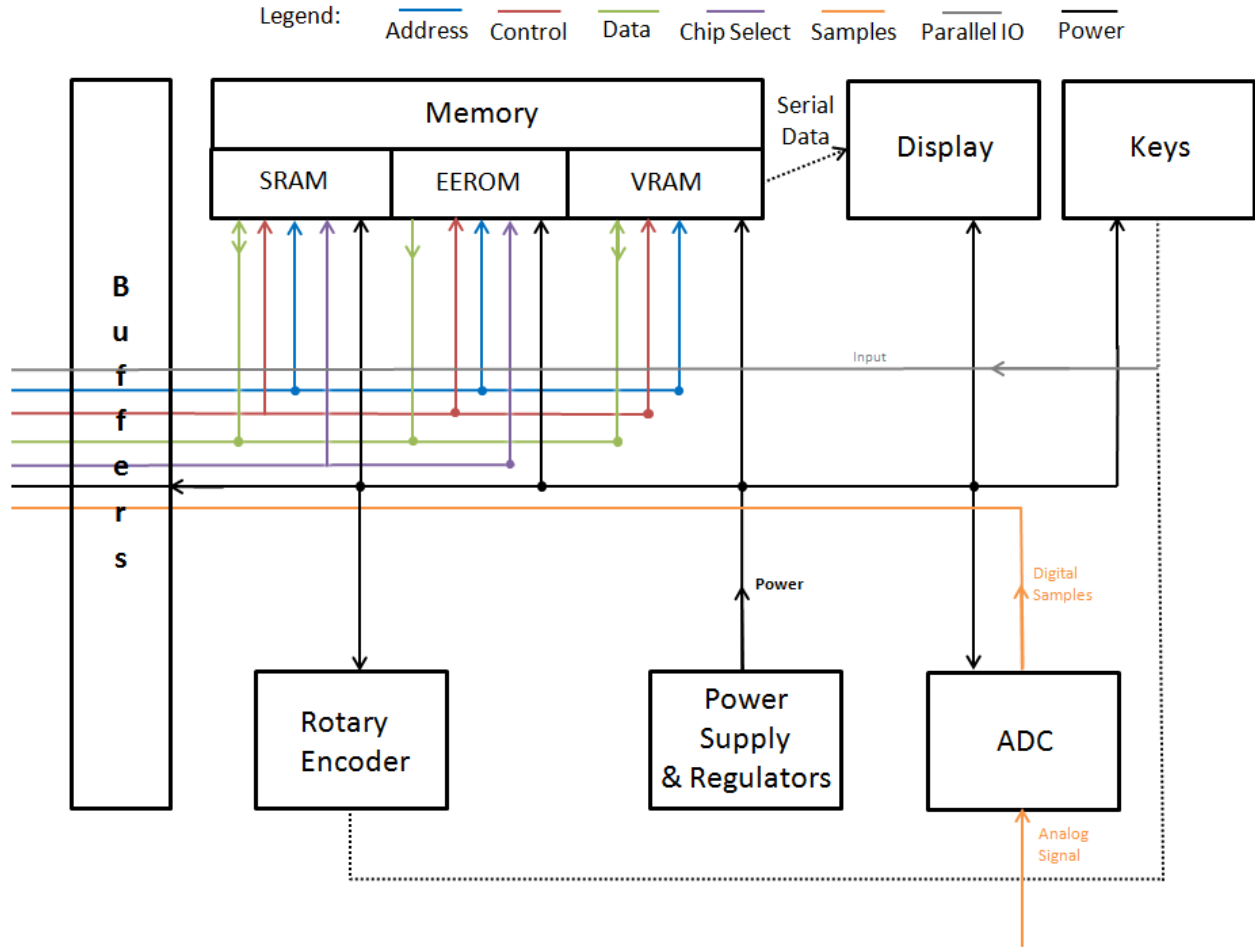 Legend:
Address Control Data Chip Select Samples Parallel IO Power
Memory
SRAM EEROM VRAM
Serial
Data
Display
Keys
B
u
f
f
e
r
s
Input
Power
Digital
Samples
Rotary
Encoder
Power
Supply
& Regulators
ADC
Analog
Signal